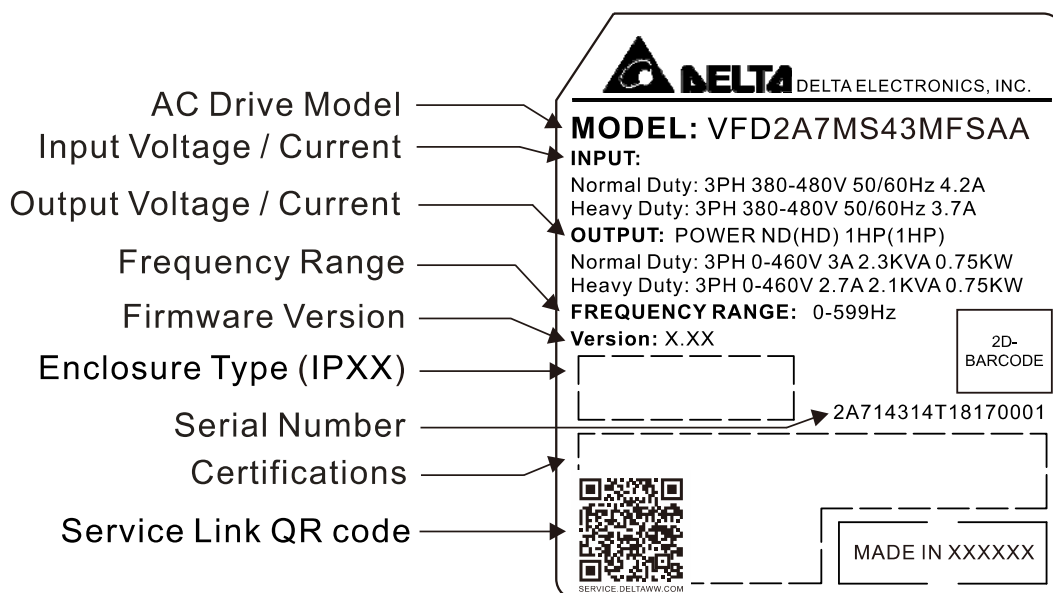 DELTA DELTA ELECTRONICS, INC.
AC Drive Model
MODEL: VFD2A7MS43MFSAA
Input Voltage / Current
INPUT:
Normal Duty: 3PH 380-480V 50/60Hz 4.2A
Heavy Duty: 3PH 380-480V 50/60Hz 3.7A
Output Voltage / Current
OUTPUT: POWER ND(HD) 1HP(1HP)
Normal Duty: 3PH 0-460V 3A 2.3KVA 0.75KW
Heavy Duty: 3PH 0-460V 2.7A 2.1KVA 0.75KW
Frequency Range
FREQUENCY RANGE: 0-599Hz
Firmware Version
Version: X.XX
2D-
BARCODE
Enclosure Type (IPXX)
Serial Number
2A714314T18170001
Certifications
Service Link QR code
SERVICE.DELTAWW.COM
MADE IN XXXXXX